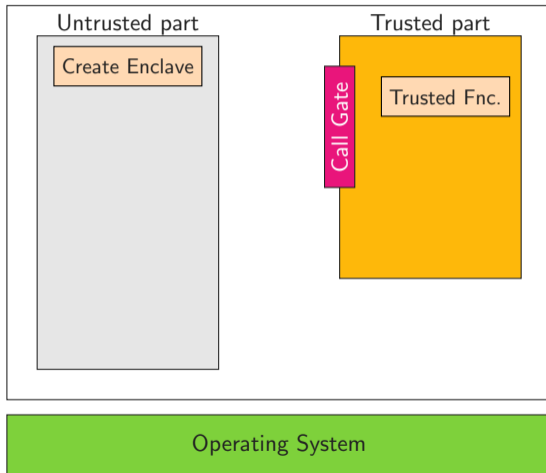 Untrusted part
Trusted part
Create Enclave
Call Gate
Trusted Fnc.
Operating System